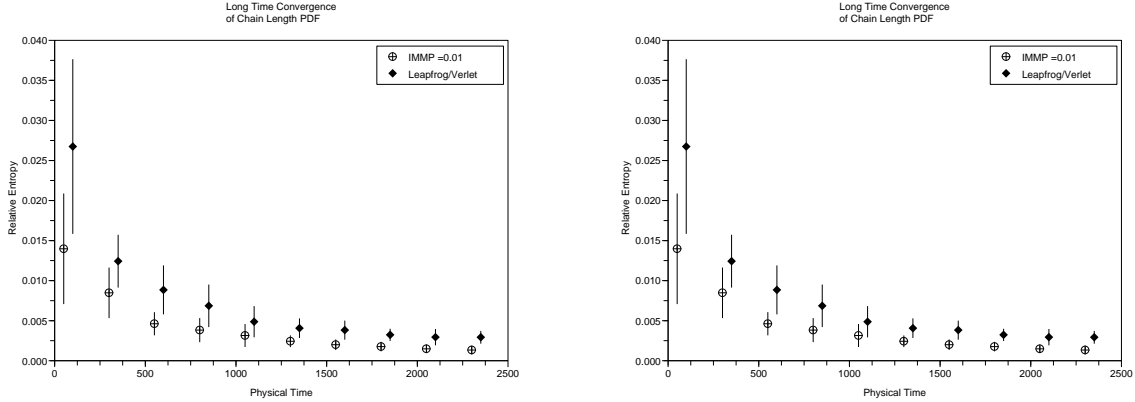 Long Time Convergence
of Chain Length PDF
0.040
0.035
0.030
0.025
0.020
0.015
0.010
0.005
0.000
Relative Entropy
0
500
1000
1500
2000
2500
Physical Time
IMMP =0.01
Leapfrog/Verlet
Long Time Convergence
of Chain Length PDF
0.040
0.035
0.030
0.025
0.020
0.015
0.010
0.005
0.000
Relative Entropy
0
500
1000
1500
2000
2500
Physical Time
IMMP =0.01
Leapfrog/Verlet